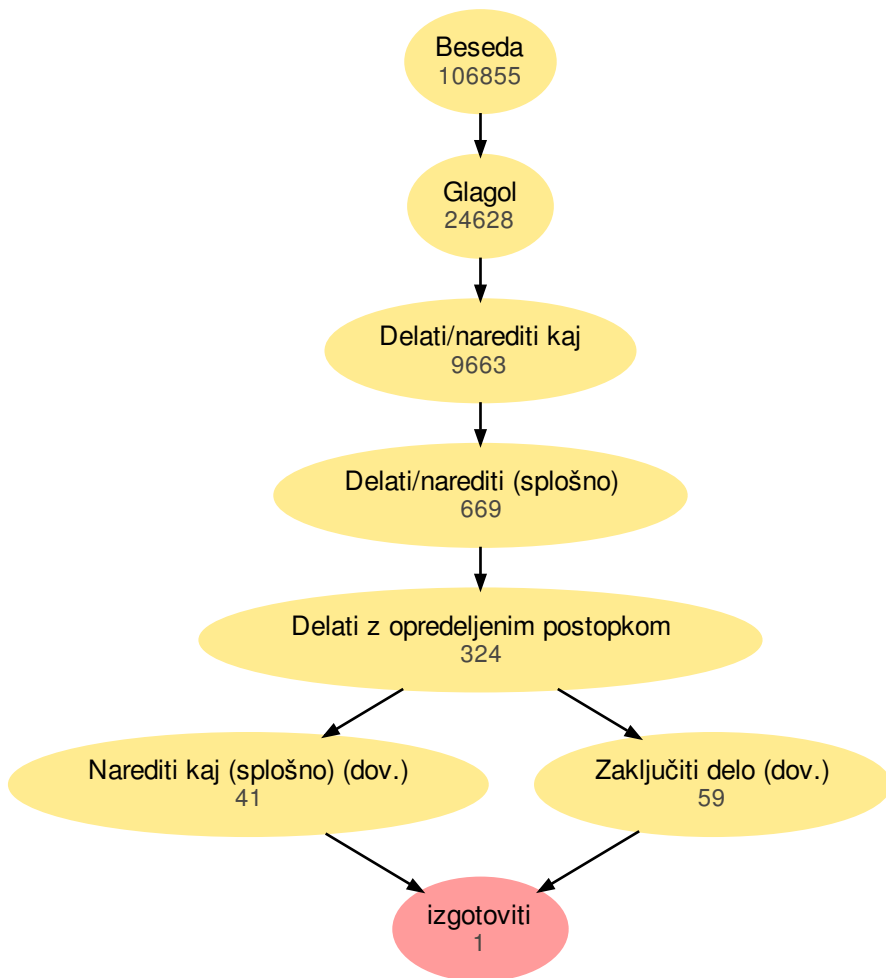 Beseda
106855
Glagol
24628
Delati/narediti kaj
9663
Delati/narediti (splošno)
669
Delati z opredeljenim postopkom
324
Narediti kaj (splošno) (dov.)
41
Zaključiti delo (dov.)
59
izgotoviti
1